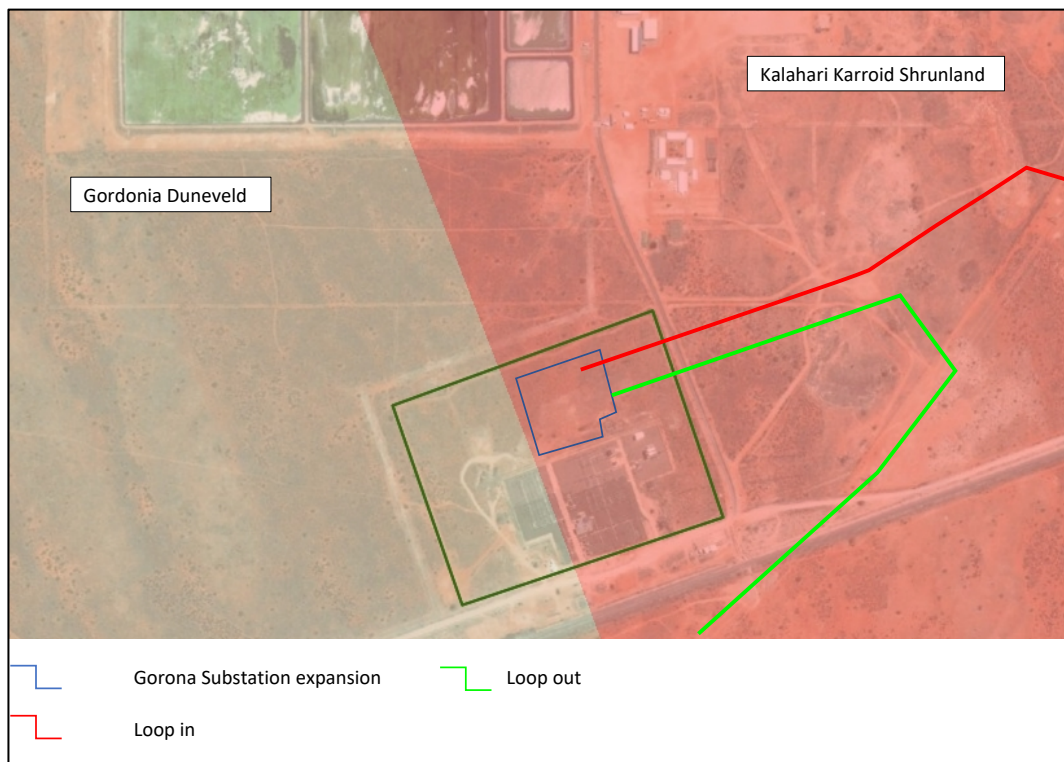 Kalahari Karroid Shrunland
Gordonia Duneveld
Gorona Substation expansion
Loop out
Loop in